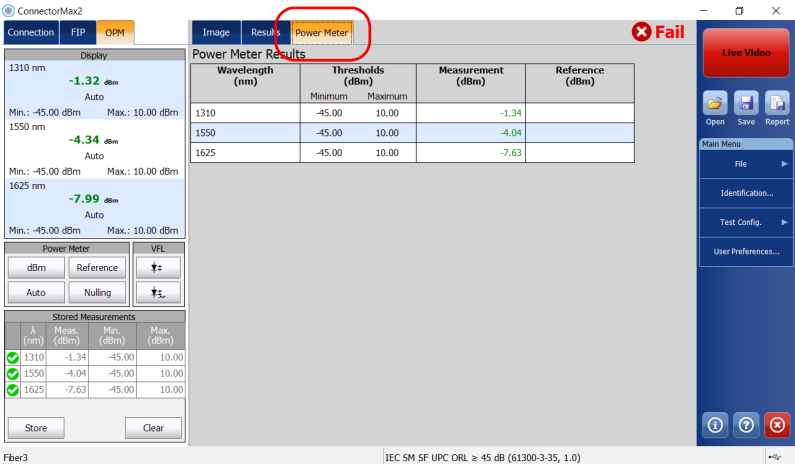 ConnectorMax2
Connection FIP OPM
Image Results Power Meter
Fail
Live Video
Display
1310 nm
-1.32 dBm
Auto
Min.: -45.00 dBm Max.: 10.00 dBm
1550 nm
-4.34 dBm
Auto
Min.: -45.00 dBm Max.: 10.00 dBm
1625 nm
-7.99 dBm
Auto
Min.: -45.00 dBm Max.: 10.00 dBm
Power Meter VFL
dBm Reference
Auto Nulling
Stored Measurements
λ Meas. Min. Max.
(nm) (dBm) (dBm) (dBm)
1310 -1.34 -45.00 10.00
1550 -4.04 -45.00 10.00
1625 -7.63 -45.00 10.00
Store Clear
Power Meter Results
Wavelength Thresholds Measurement Reference
(nm) (dBm) (dBm) (dBm)
Minimum Maximum
1310 -45.00 10.00 -1.34
1550 -45.00 10.00 -4.04
1625 -45.00 10.00 -7.63
Open Save Report
Main Menu
File
Identification...
Test Config.
User Preferences...
Fiber3
IEC SM SF UPC ORL ≥ 45 dB (61300-3-35, 1.0)